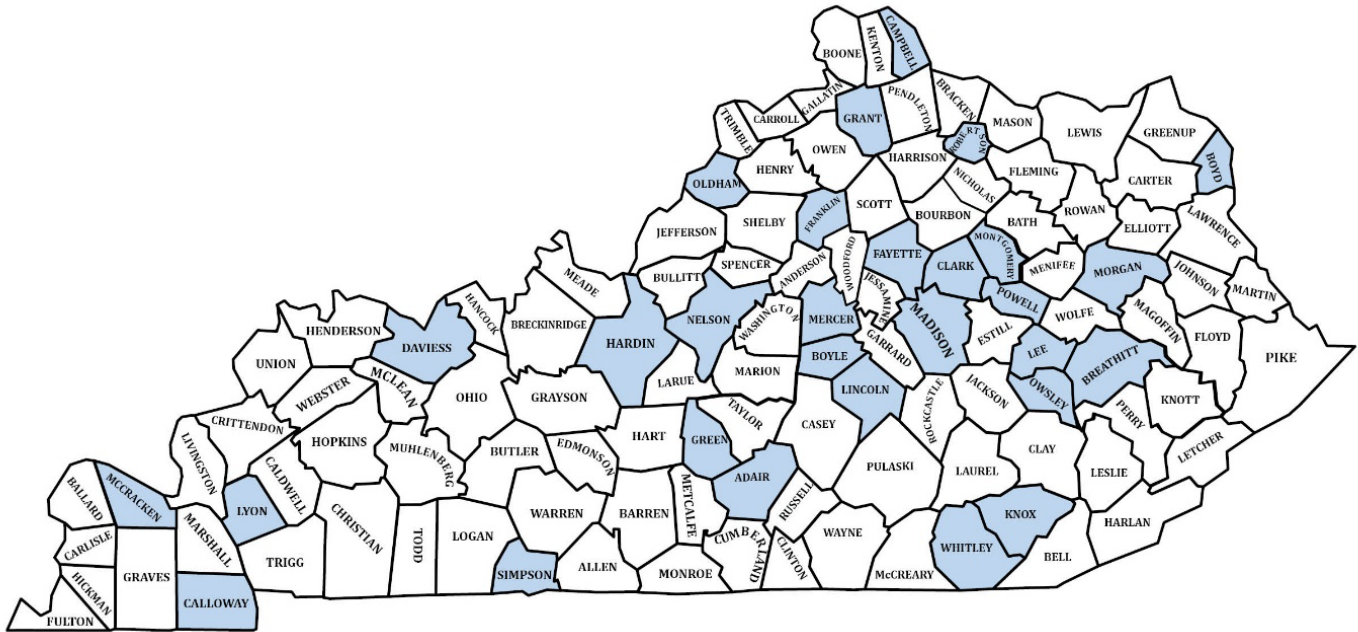 BOONE
KENTON
CAMPBELL
GALLATIN
GRANT
PENDLETON
BRACKEN
TRIMBLE
CARROLL
OWEN
ROBERTSON
MASON
LEWIS
GREENUP
BOYD
OLDHAM
HENRY
HARRISON
NICHOLAS
FLEMING
CARTER
JEFFERSON
SHELBY
FRANKLIN
SCOTT
BOURBON
BATH
ROWAN
ELLIOTT
LAWRENCE
MEADE
BULLITT
SPENCER
ANDERSON
WOODFORD
FAYETTE
CLARK
MONTGOMERY
MENIFEE
MORGAN
JOHNSON
MARTIN
HENDERSON
DAVIESS
HANCOCK
BRECKINRIDGE
HARDIN
NELSON
WASHINGTON
MERCER
JESSAMINE
MADISON
POWELL
ESTILL
WOLFE
MAGOFFIN
FLOYD
PIKE
UNION
WEBSTER
MCLEAN
OHIO
GRAYSON
LARUE
MARION
BOYLE
GARRARD
LINCOLN
LEE
OWSLEY
BREATHITT
KNOTT
CRITTENDON
HOPKINS
MUHLENBERG
BUTLER
EDMONSON
HART
GREEN
TAYLOR
CASEY
ROCKCASTLE
JACKSON
PERRY
LETCHER
LIVINGSTON
CALDWELL
ADAIR
PULASKI
LAUREL
CLAY
LESLIE
BALLARD
MCCRACKEN
LYON
CHRISTIAN
TODD
LOGAN
WARREN
BARREN
METCALFE
RUSSELL
WAYNE
KNOX
HARLAN
CARLISLE
GRAVES
MARSHALL
TRIGG
SIMPSON
ALLEN
MONROE
CUMBERLAND
CLINTON
McCREARY
WHITLEY
BELL
HICKMAN
FULTON
CALLOWAY